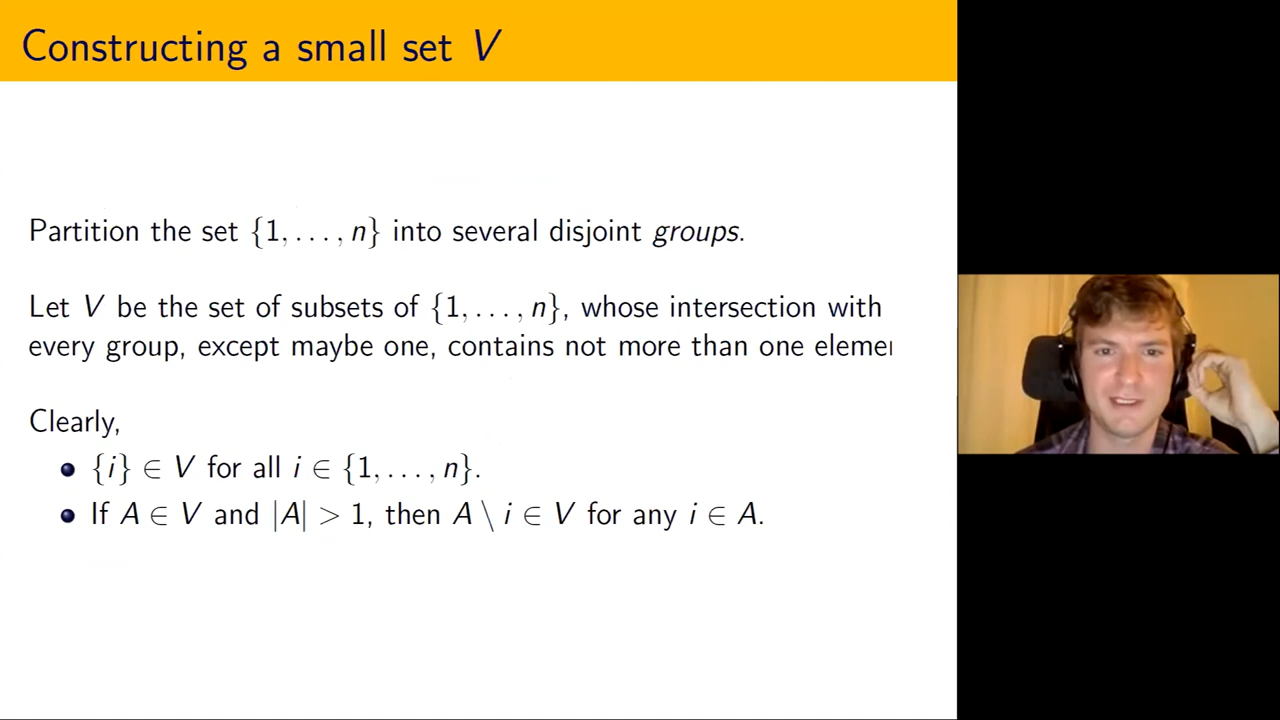 Constructing a small set V
Partition the set {1, . . . , n} into several disjoint groups.
Let V be the set of subsets of {1, . . . , n}, whose intersection with
every group, except maybe one, contains not more than one
Clearly,
{i} ∈ V for all i ∈ {1, . . . , n}.
If A ∈ V and |A| > 1, then A \ i ∈ V for any i ∈ A.